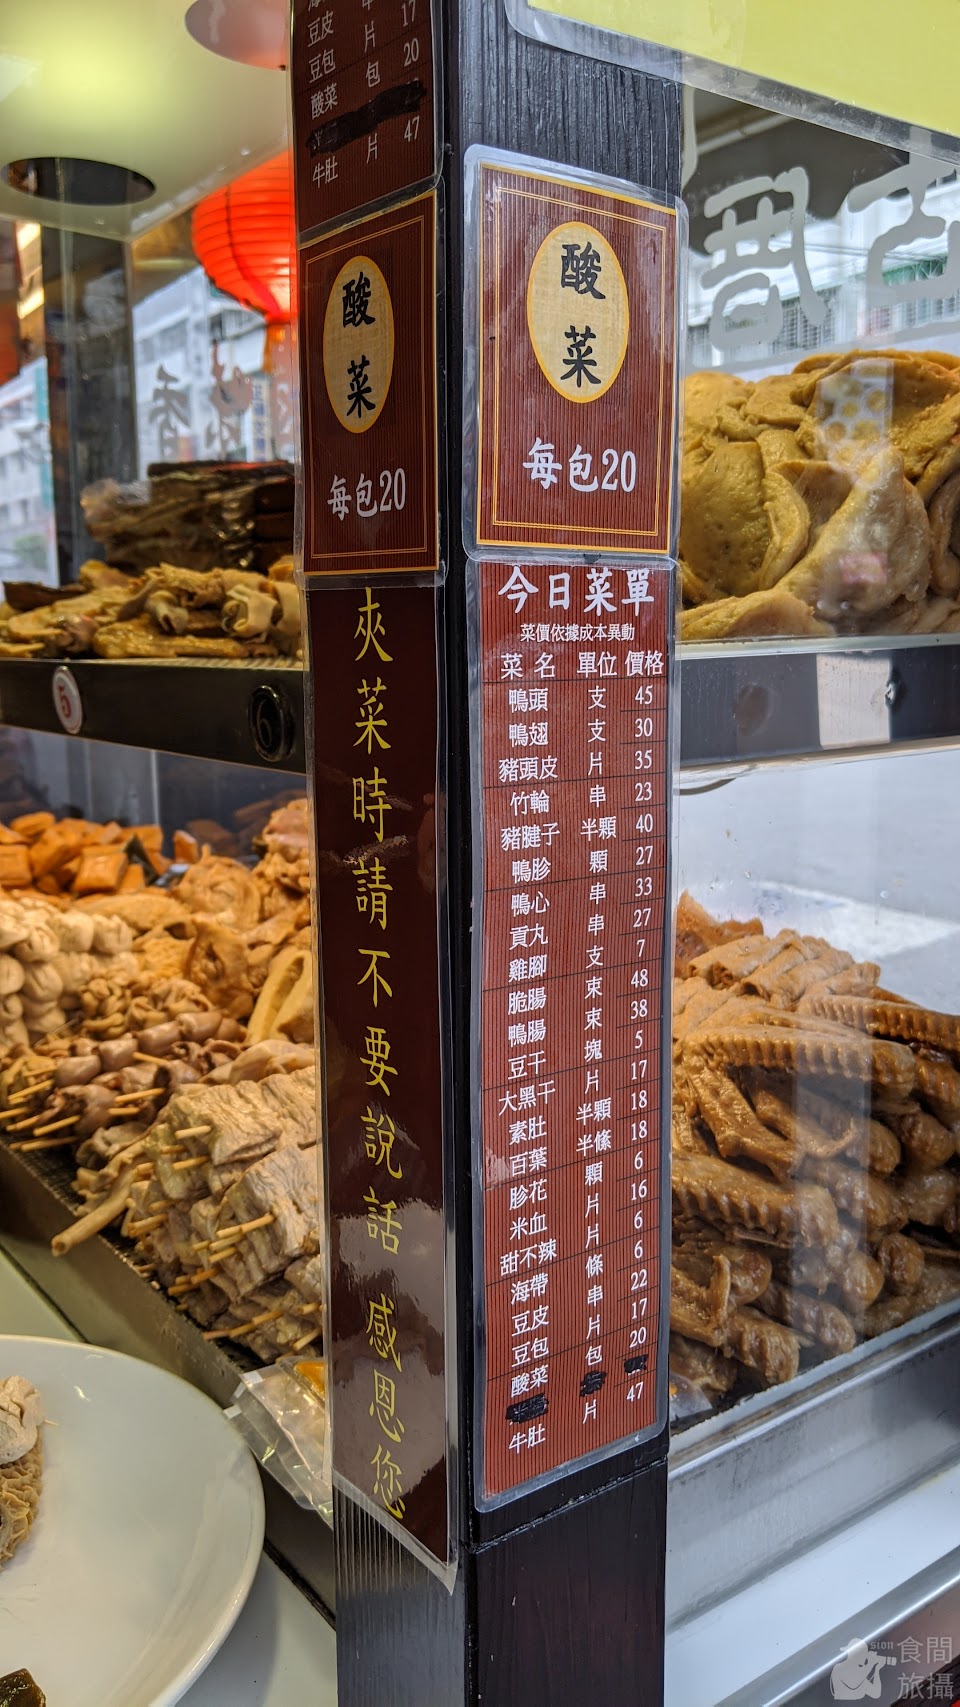 豆皮 片 17
豆包 包 20
酸菜
牛肚 片 47
酸菜
每包20
夾菜時請不要說話 感恩您
酸菜
每包20
今日菜單
菜價依據成本異動
菜名 單位 價格
鴨頭 支 45
鴨翅 支 30
豬頭皮 片 35
竹輪 串 23
豬腱子 半顆 40
鴨胗 顆 27
鴨心 串 33
貢丸 串 27
雞腳 支 7
脆腸 束 48
鴨腸 束 38
豆干 塊 5
大黑干 片 17
素肚 半顆 18
百葉 半條 18
胗花 顆 6
米血 片 16
甜不辣 片 6
海帶 條 6
豆皮 串 22
豆包 片 17
酸菜 包 20
牛肚 片 47
5
6
香
sion
食間
旅攝